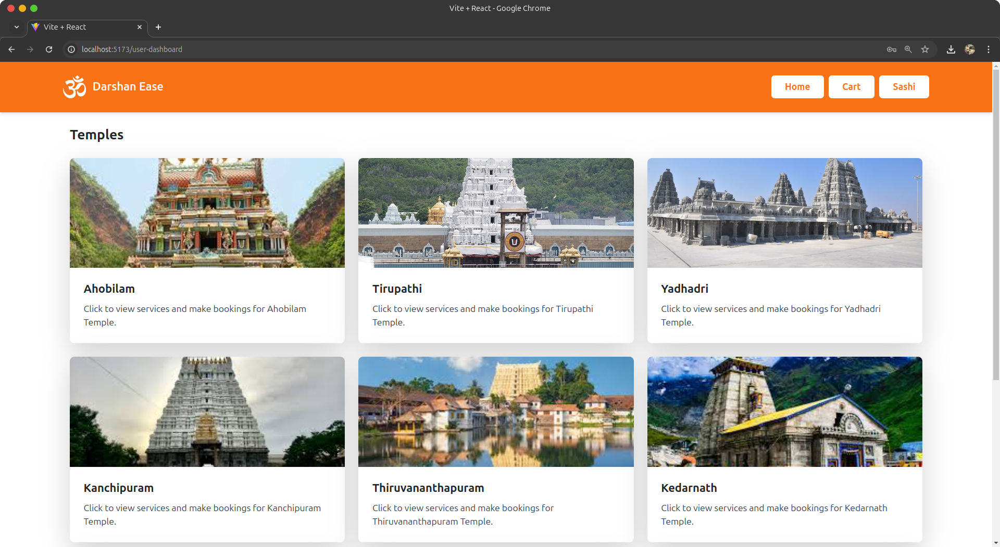 Vite + React - Google Chrome
Vite + React
localhost:5173/user-dashboard
ॐ Darshan Ease
Home Cart Sashi
Temples
Ahobilam
Click to view services and make bookings for Ahobilam
Temple.
Tirupathi
Click to view services and make bookings for Tirupathi
Temple.
Yadhadri
Click to view services and make bookings for Yadhadri
Temple.
Kanchipuram
Click to view services and make bookings for Kanchipuram
Temple.
Thiruvananthapuram
Click to view services and make bookings for
Thiruvananthapuram Temple.
Kedarnath
Click to view services and make bookings for Kedarnath
Temple.